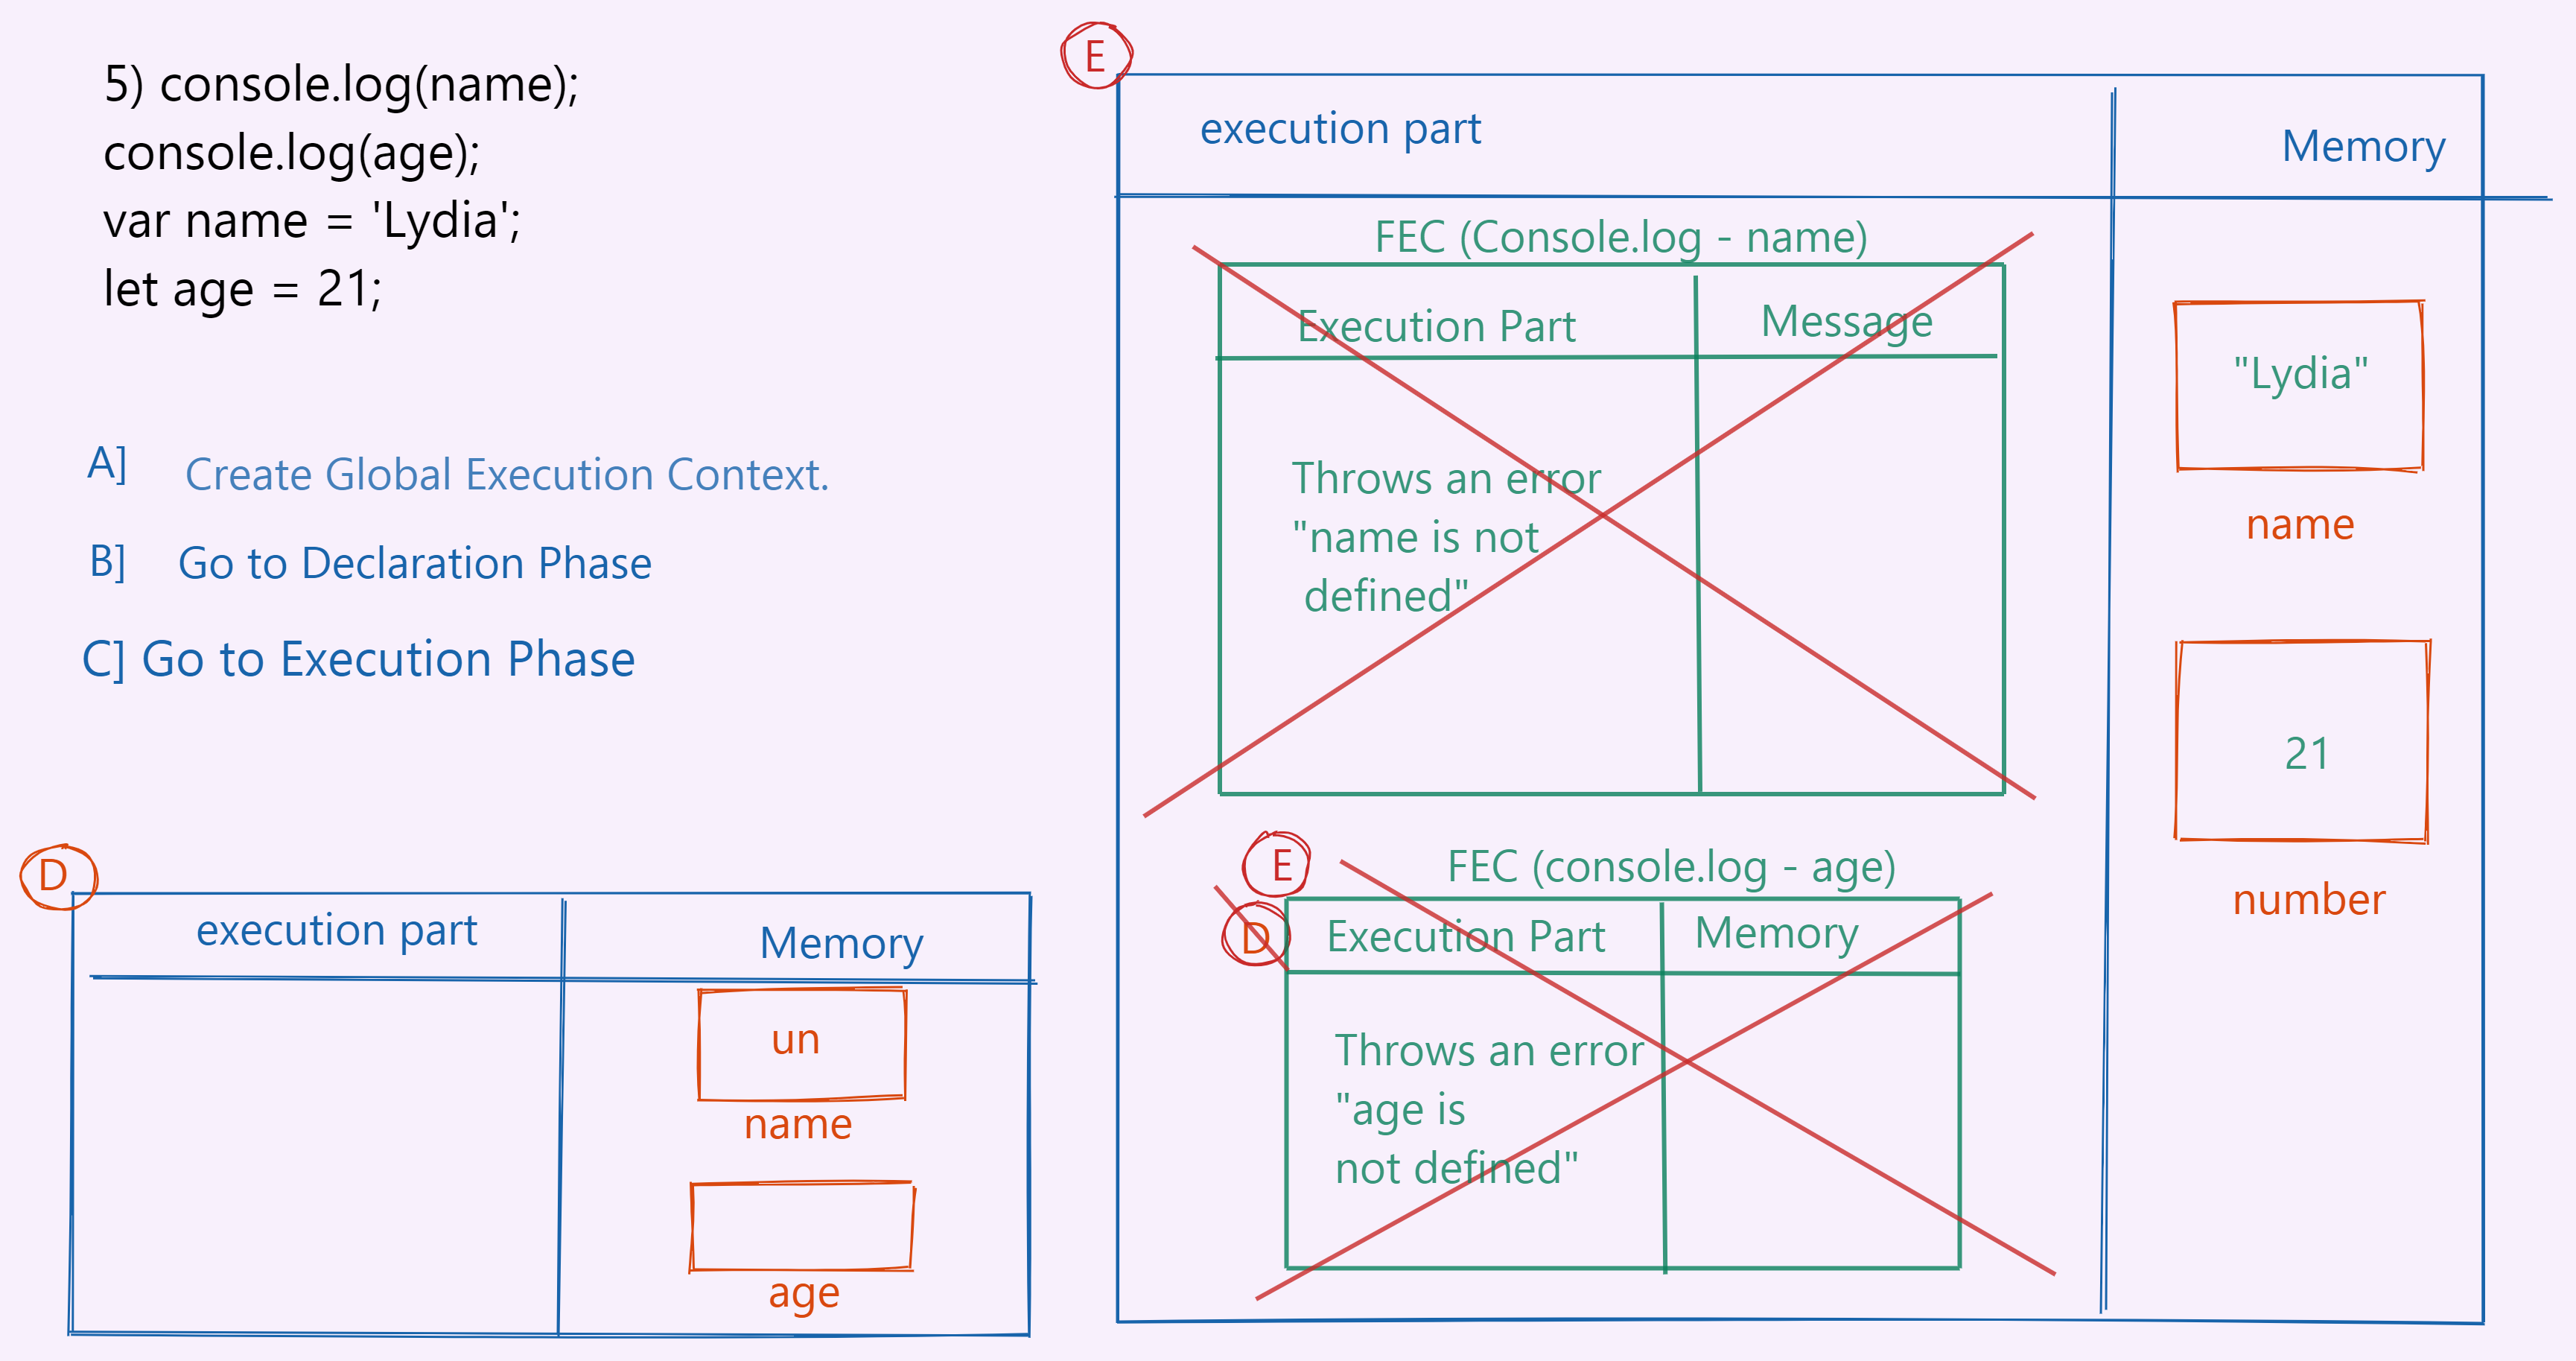 5) console.log(name);
console.log(age);
var name = 'Lydia';
let age = 21;
A] Create Global Execution Context.
B] Go to Declaration Phase
C] Go to Execution Phase
D
execution part Memory
un
name
age
E
execution part Memory
FEC (Console.log - name)
Execution Part Message
Throws an error
"name is not
defined"
"Lydia"
name
21
number
E
FEC (console.log - age)
D
Execution Part Memory
Throws an error
"age is
not defined"